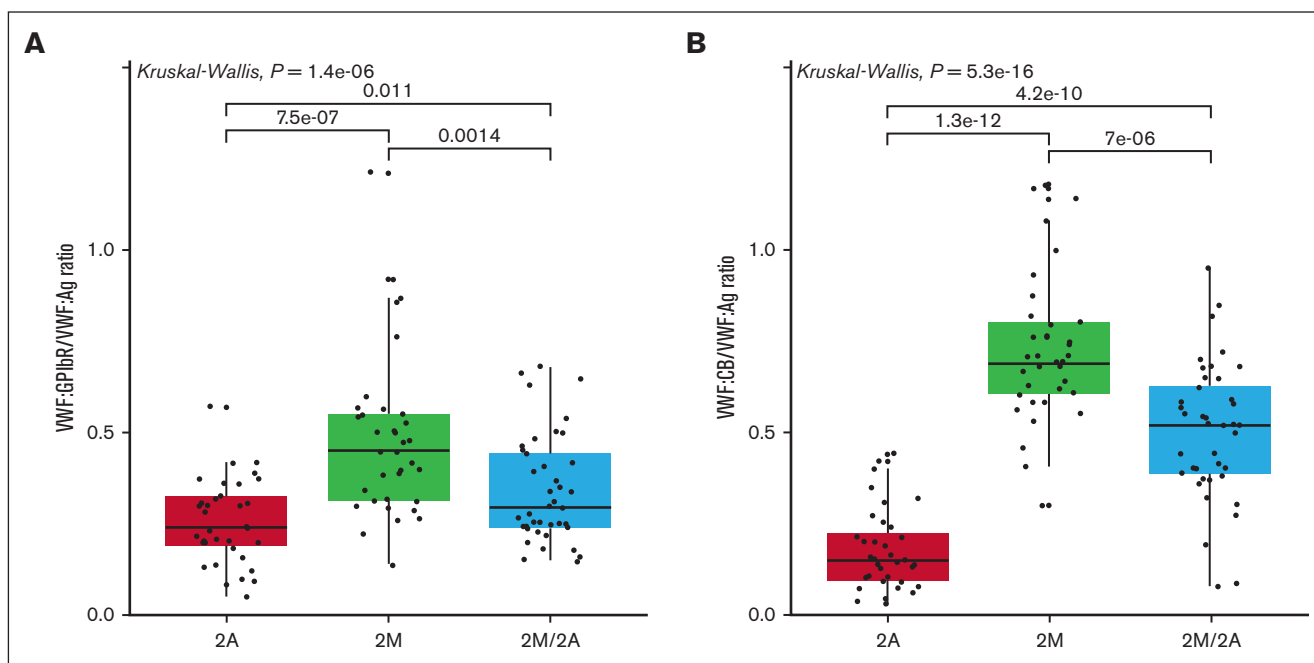 A
Kruskal-Wallis, P = 1.4e-06
0.011
7.5e-07
0.0014
VWF:GPIbR/VWF:Ag ratio
1.0
0.5
0.0
2A
2M
2M/2A
B
Kruskal-Wallis, P = 5.3e-16
4.2e-10
1.3e-12
7e-06
VWF:CB/VWF:Ag ratio
1.0
0.5
0.0
2A
2M
2M/2A